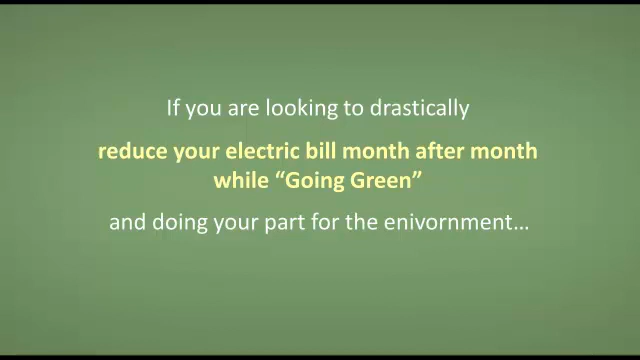 If you are looking to drastically
reduce your electric bill month after month
while “Going Green”
and doing your part for the enivornment…